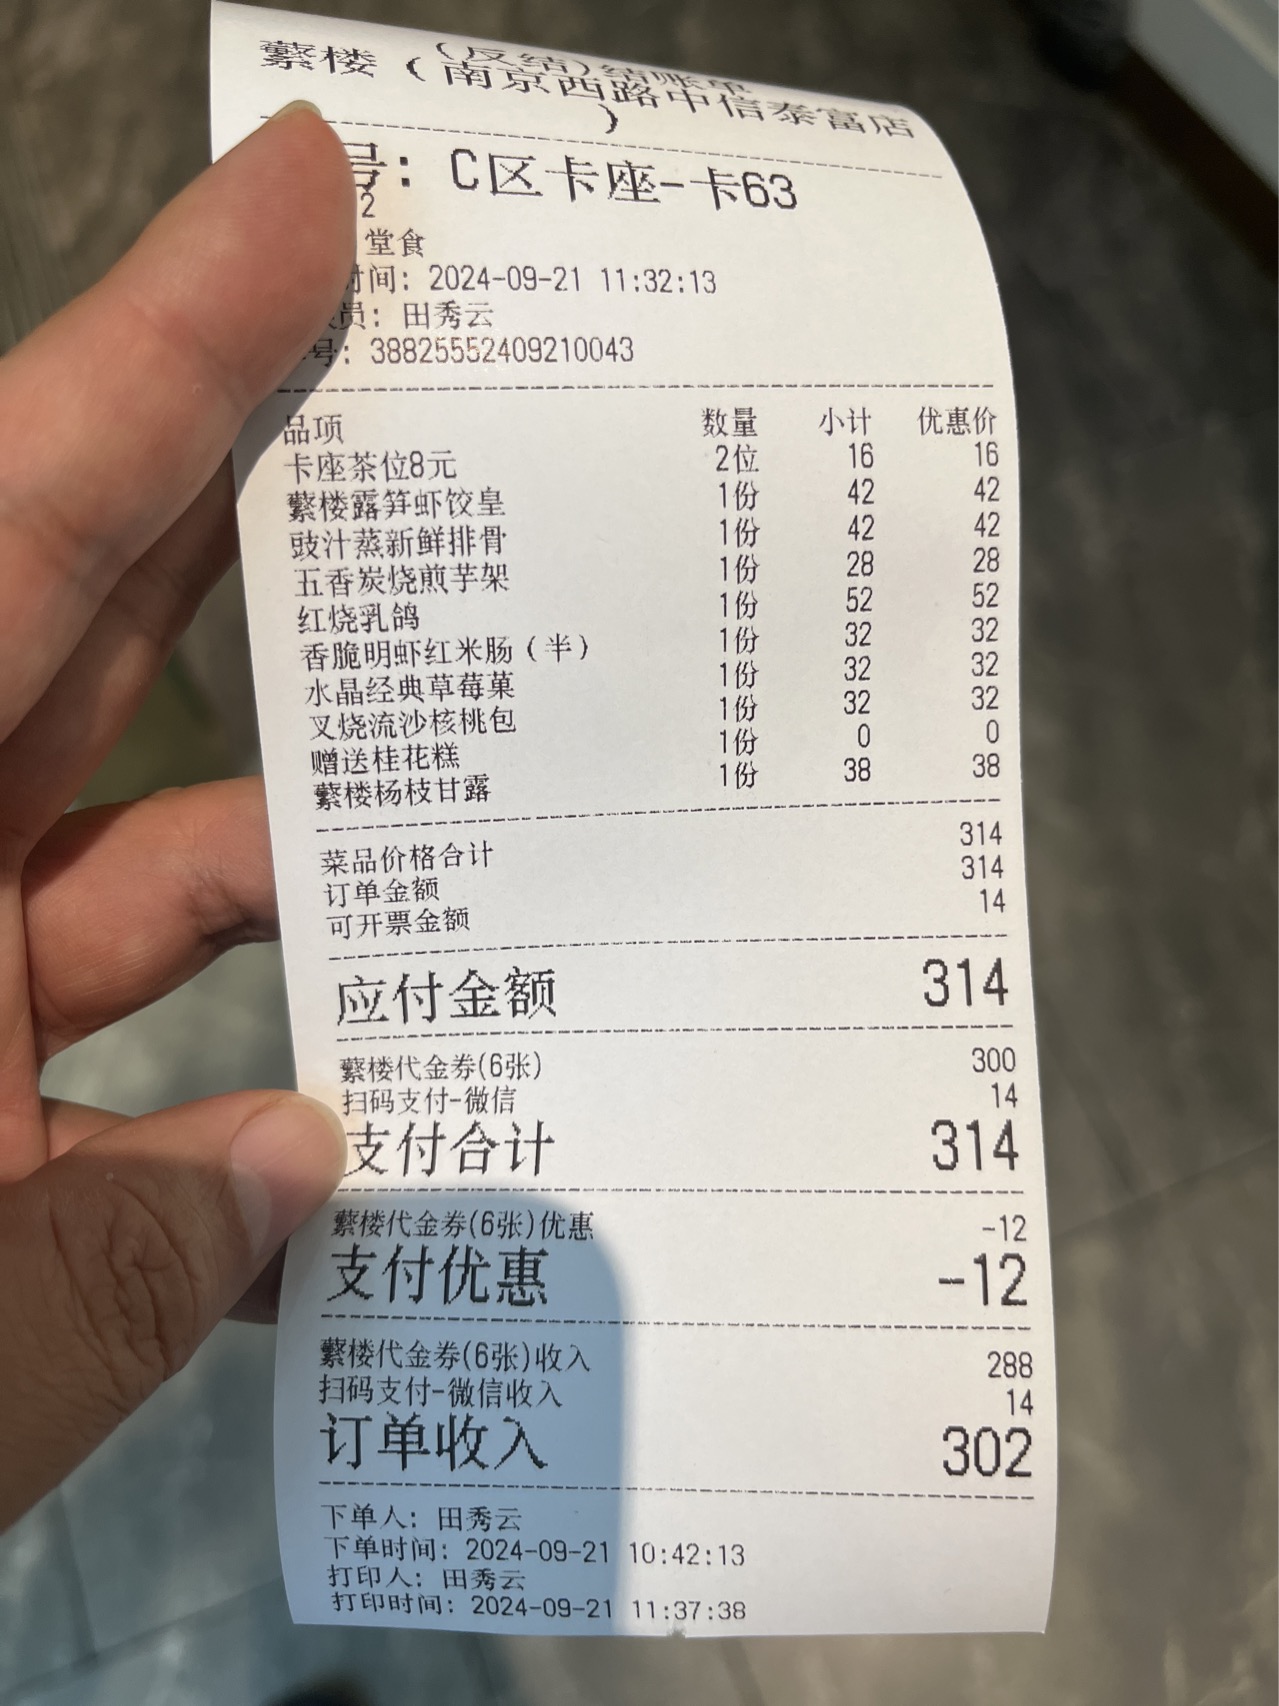 (反结)结账单
蘩楼（南京西路中信泰富店
）
号：C区卡座-卡63
2
堂食
时间：2024-09-21 11:32:13
员：田秀云
号：38825552409210043
品项 数量 小计 优惠价
卡座茶位8元 2位 16 16
蘩楼露笋虾饺皇 1份 42 42
豉汁蒸新鲜排骨 1份 42 42
五香炭烧煎芋架 1份 28 28
红烧乳鸽 1份 52 52
香脆明虾红米肠（半） 1份 32 32
水晶经典草莓菓 1份 32 32
叉烧流沙核桃包 1份 32 32
赠送桂花糕 1份 0 0
蘩楼杨枝甘露 1份 38 38
菜品价格合计 314
订单金额 314
可开票金额 14
应付金额 314
蘩楼代金券(6张) 300
扫码支付-微信 14
支付合计 314
蘩楼代金券(6张)优惠 -12
支付优惠 -12
蘩楼代金券(6张)收入 288
扫码支付-微信收入 14
订单收入 302
下单人：田秀云
下单时间：2024-09-21 10:42:13
打印人：田秀云
打印时间：2024-09-21 11:37:38